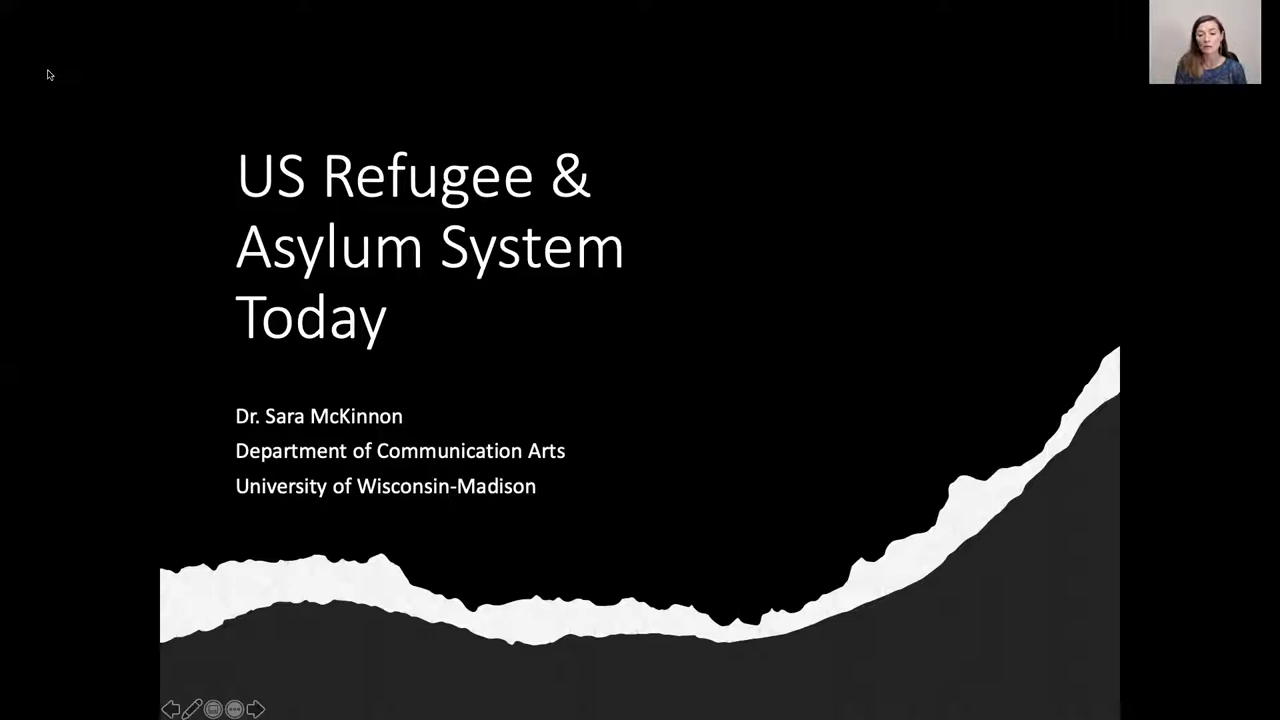 US Refugee &
Asylum System
Today
Dr. Sara McKinnon
Department of Communication Arts
University of Wisconsin-Madison